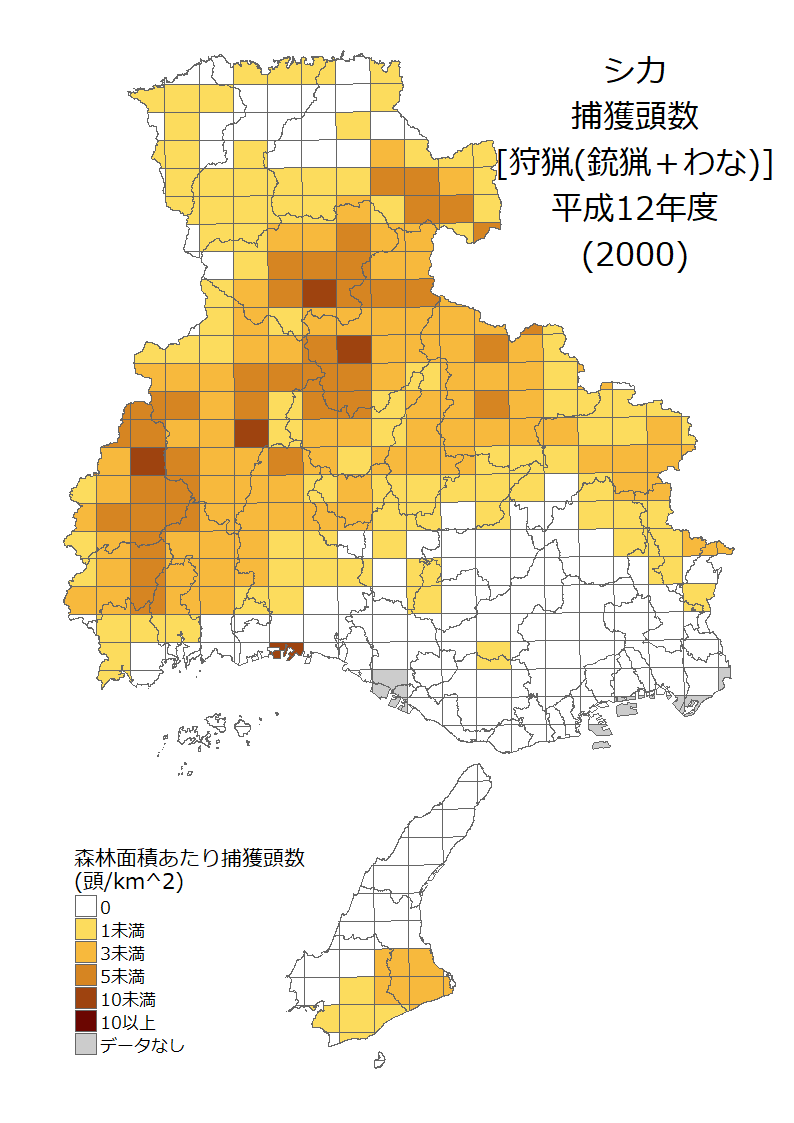 シカ
捕獲頭数
[狩猟(銃猟＋わな)]
平成12年度
(2000)
森林面積あたり捕獲頭数
(頭/km^2)
0
1未満
3未満
5未満
10未満
10以上
データなし